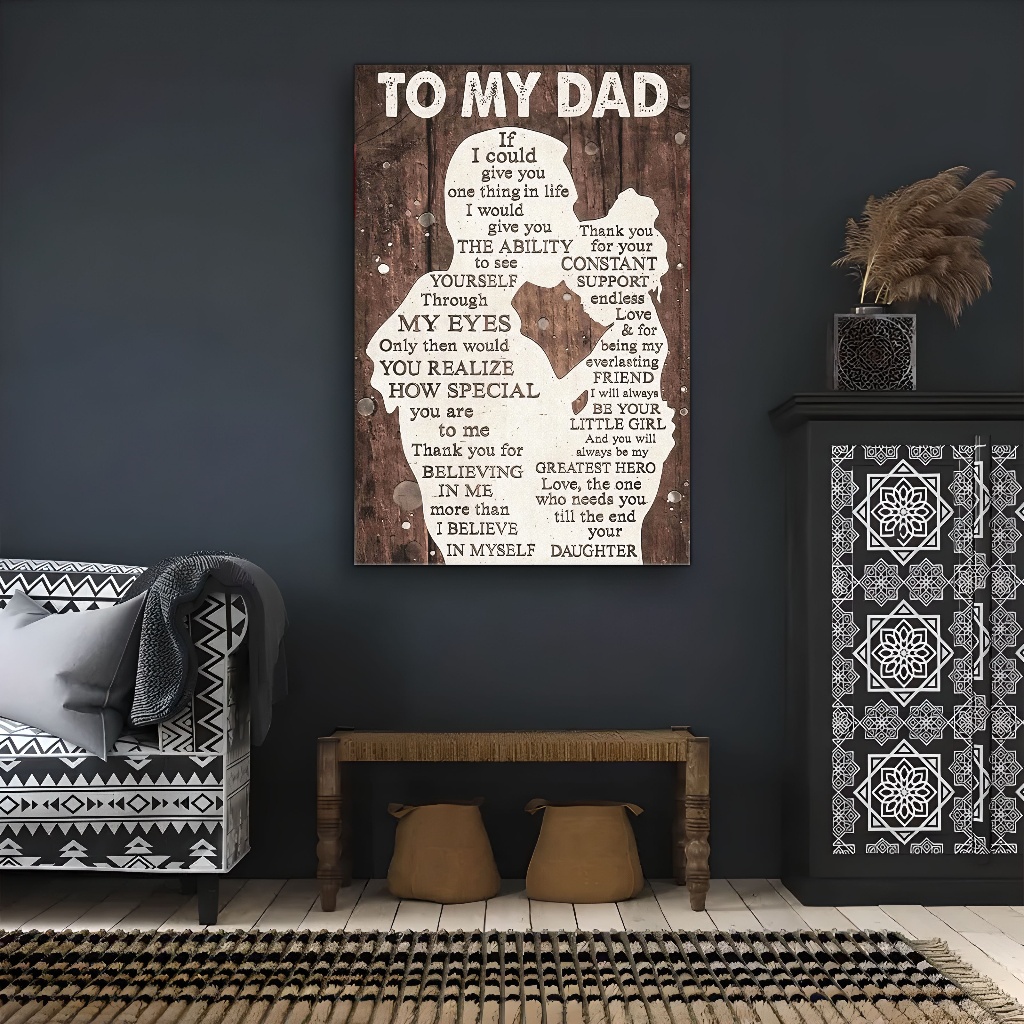 TO MY DAD
If
I could
give you
one thing in life
I would
give you
THE ABILITY
to see
YOURSELF
Through
MY EYES
Only then would
YOU REALIZE
HOW SPECIAL
you are
to me
Thank you for
BELIEVING
IN ME
more than
I BELIEVE
IN MYSELF
Thank you
for your
CONSTANT
SUPPORT
endless
Love
& for
being my
everlasting
FRIEND
I will always
BE YOUR
LITTLE GIRL
And you will
always be my
GREATEST HERO
Love, the one
who needs you
till the end
your
DAUGHTER